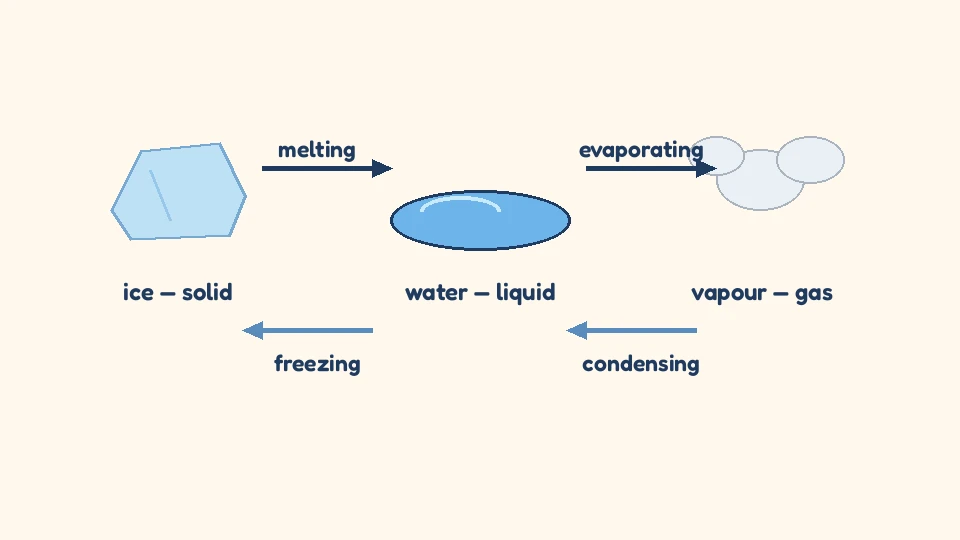 melting
evaporating
ice – solid
water – liquid
vapour – gas
freezing
condensing